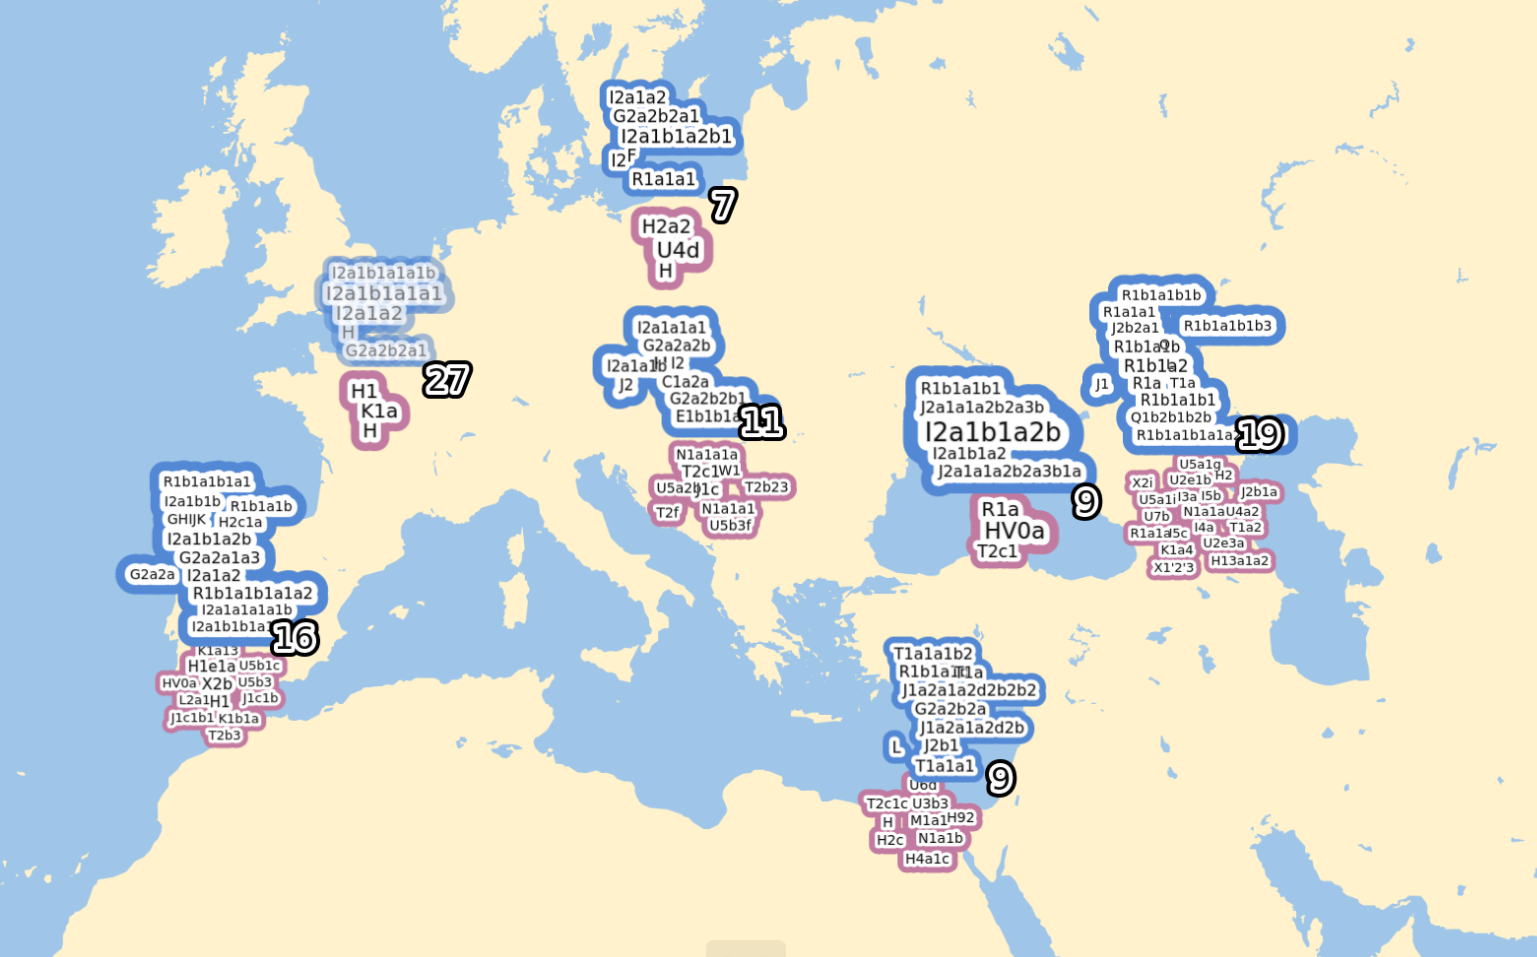 I2a1a2
G2a2b2a1
I2a1b1a2b1
I2 F
R1a1a1
7
H2a2
U4d
H
I2a1b1a1a1b
I2a1b1a1a1
I2a1a2
H
G2a2b2a1
27
H1
K1a
H
I2a1a1a1
G2a2a2b
I2a1a1b I2
J2 C1a2a
G2a2b2b1
E1b1b1a
11
N1a1a1a
T2c1 W1
U5a2b J1c T2b23
T2f N1a1a1
U5b3f
R1b1a1b1
J2a1a1a2b2a3b
I2a1b1a2b
I2a1b1a2
J2a1a1a2b2a3b1a
9
R1a
HV0a
T2c1
R1b1a1b1b
R1a1a1
J2b2a1 R1b1a1b1b3
R1b1a2b
R1b1a2
J1 R1a T1a
R1b1a1b1
Q1b2b1b2b
R1b1a1b1a1a2
19
U5a1g
X2i U2e1b H2
U5a1i I3a I5b J2b1a
U7b N1a1a U4a2
R1a1a I5c I4a T1a2
K1a4 U2e3a
X1'2'3 H13a1a2
R1b1a1b1a1
I2a1b1b R1b1a1b
GHIJK H2c1a
I2a1b1a2b
G2a2a1a3
G2a2a I2a1a2
R1b1a1b1a1a2
I2a1a1a1a1b
I2a1b1b1a1
16
K1a13
H1e1a U5b1c
HV0a X2b U5b3
L2a1 H1 J1c1b
J1c1b1 K1b1a
T2b3
T1a1a1b2
R1b1a T1a
J1a2a1a2d2b2b2
G2a2b2a
J1a2a1a2d2b
L J2b1
T1a1a1
9
U6d
T2c1c U3b3
H M1a1 H92
H2c N1a1b
H4a1c